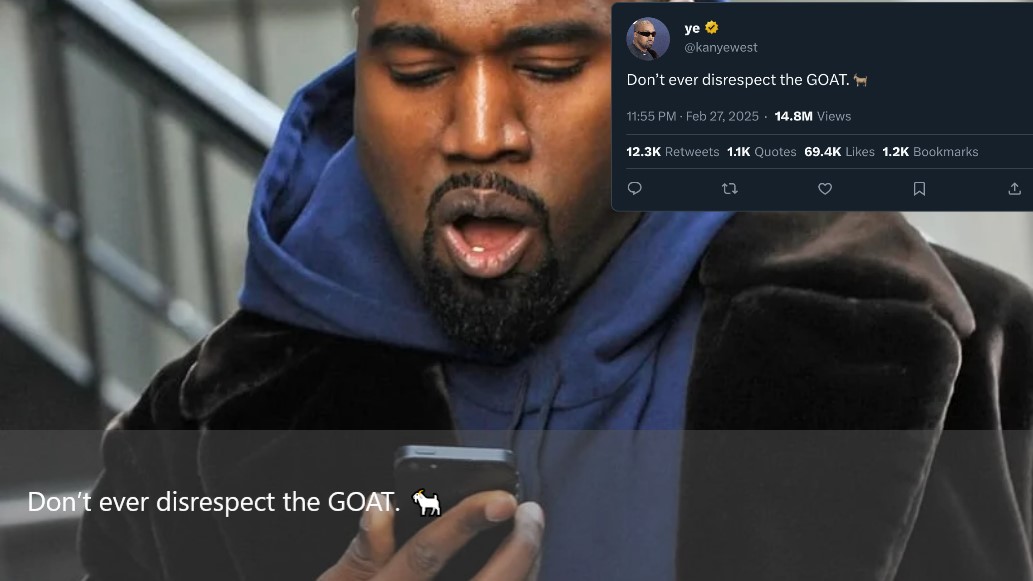 ye
@kanyewest
Don't ever disrespect the GOAT. 🐐
11:55 PM · Feb 27, 2025 · 14.8M Views
12.3K Retweets 1.1K Quotes 69.4K Likes 1.2K Bookmarks
Don't ever disrespect the GOAT. 🐐